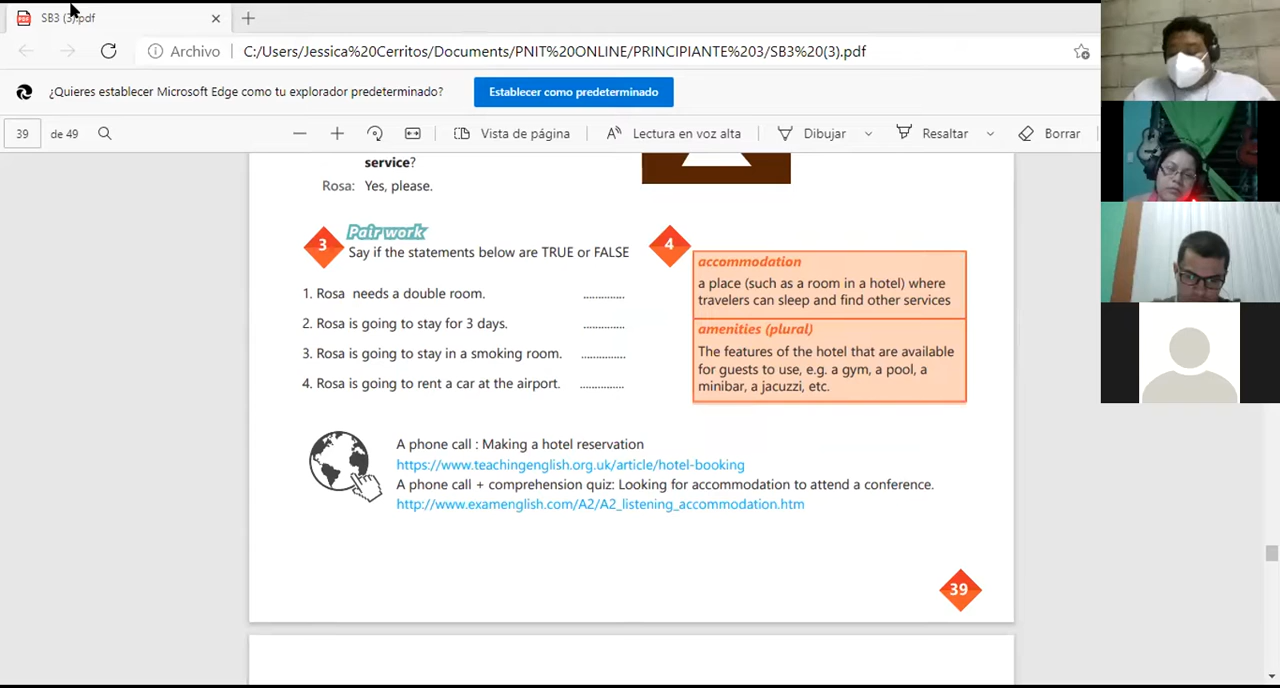 SB3 (3).pdf
Archivo
C:/Users/Jessica%20Cerritos/Documents/PNIT%20ONLINE/PRINCIPIANTE%203/SB3%20(3).pdf
¿Quieres establecer Microsoft Edge como tu explorador predeterminado?
Establecer como predeterminado
39
de 49
Vista de página
Lectura en voz alta
Dibujar
Resaltar
Borrar
service?
Rosa: Yes, please.
3
Pair work
Say if the statements below are TRUE or FALSE
1. Rosa needs a double room. ..............
2. Rosa is going to stay for 3 days. ..............
3. Rosa is going to stay in a smoking room. ..............
4. Rosa is going to rent a car at the airport. ..............
4
accommodation
a place (such as a room in a hotel) where
travelers can sleep and find other services
amenities (plural)
The features of the hotel that are available
for guests to use, e.g. a gym, a pool, a
minibar, a jacuzzi, etc.
A phone call : Making a hotel reservation
https://www.teachingenglish.org.uk/article/hotel-booking
A phone call + comprehension quiz: Looking for accommodation to attend a conference.
http://www.examenglish.com/A2/A2_listening_accommodation.htm
39